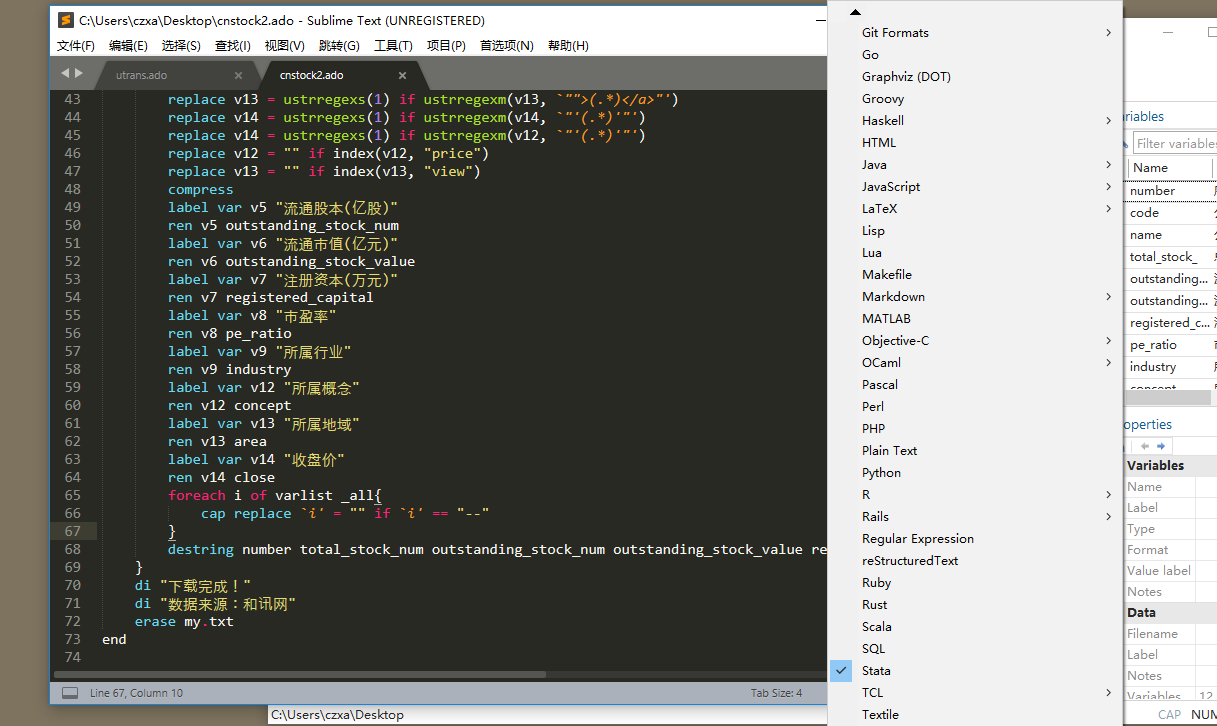 C:\Users\czxa\Desktop\cnstock2.ado - Sublime Text (UNREGISTERED)
文件(F) 编辑(E) 选择(S) 查找(I) 视图(V) 跳转(G) 工具(T) 项目(P) 首选项(N) 帮助(H)
utrans.ado × cnstock2.ado ×
43 replace v13 = ustrregexs(1) if ustrregexm(v13, `"">(.*)</a>"')
44 replace v14 = ustrregexs(1) if ustrregexm(v14, `"'(.*)'"')
45 replace v14 = ustrregexs(1) if ustrregexm(v12, `"'(.*)'"')
46 replace v12 = "" if index(v12, "price")
47 replace v13 = "" if index(v13, "view")
48 compress
49 label var v5 "流通股本(亿股)"
50 ren v5 outstanding_stock_num
51 label var v6 "流通市值(亿元)"
52 ren v6 outstanding_stock_value
53 label var v7 "注册资本(万元)"
54 ren v7 registered_capital
55 label var v8 "市盈率"
56 ren v8 pe_ratio
57 label var v9 "所属行业"
58 ren v9 industry
59 label var v12 "所属概念"
60 ren v12 concept
61 label var v13 "所属地域"
62 ren v13 area
63 label var v14 "收盘价"
64 ren v14 close
65 foreach i of varlist _all{
66 cap replace `i' = "" if `i' == "--"
67 }
68 destring number total_stock_num outstanding_stock_num outstanding_stock_value re
69 }
70 di "下载完成！"
71 di "数据来源：和讯网"
72 erase my.txt
73 end
74
Line 67, Column 10 Tab Size: 4
C:\Users\czxa\Desktop
Git Formats
Go
Graphviz (DOT)
Groovy
Haskell
HTML
Java
JavaScript
LaTeX
Lisp
Lua
Makefile
Markdown
MATLAB
Objective-C
OCaml
Pascal
Perl
PHP
Plain Text
Python
R
Rails
Regular Expression
reStructuredText
Ruby
Rust
Scala
SQL
Stata
TCL
Textile
riables
Filter variables
Name
number
code
name
total_stock_
outstanding...
outstanding...
registered_c...
pe_ratio
industry
concept
operties
Variables
Name
Label
Type
Format
Value label
Notes
Data
Filename
Label
Notes
Variables 12
CAP NUM